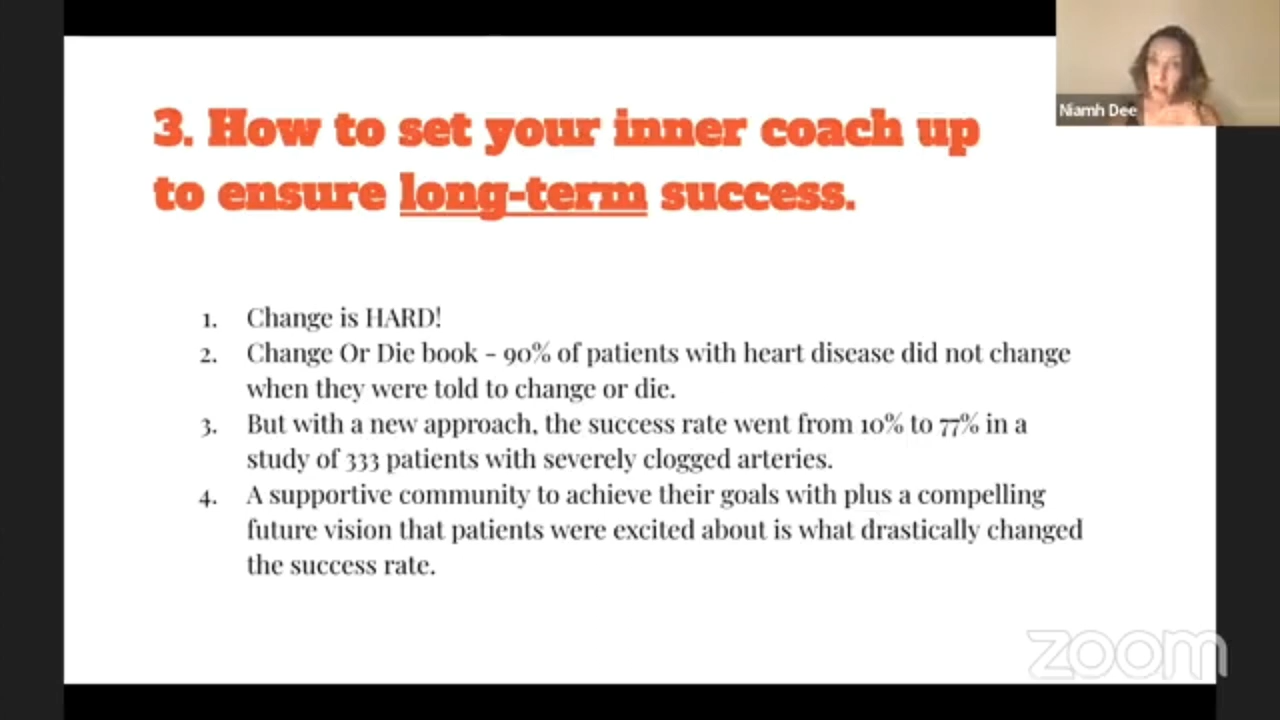 3. How to set your inner coach up
to ensure long-term success.
Niamh Dee
1. Change is HARD!
2. Change Or Die book - 90% of patients with heart disease did not change
when they were told to change or die.
3. But with a new approach, the success rate went from 10% to 77% in a
study of 333 patients with severely clogged arteries.
4. A supportive community to achieve their goals with plus a compelling
future vision that patients were excited about is what drastically changed
the success rate.
zoom